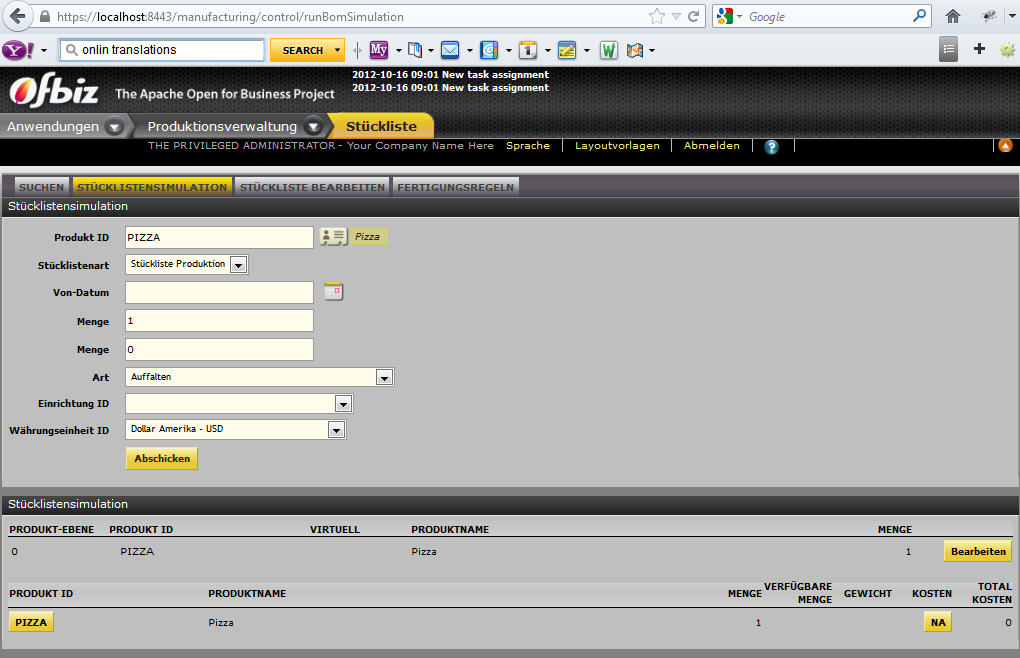 https://localhost:8443/manufacturing/control/runBomSimulation
Google
Y!
onlin translations
SEARCH
My
1
W
Ofbiz The Apache Open for Business Project
2012-10-16 09:01 New task assignment
2012-10-16 09:01 New task assignment
Anwendungen Produktionsverwaltung Stückliste
THE PRIVILEGED ADMINISTRATOR - Your Company Name Here Sprache Layoutvorlagen Abmelden ?
SUCHEN STÜCKLISTENSIMULATION STÜCKLISTE BEARBEITEN FERTIGUNGSREGELN
Stücklistensimulation
Produkt ID PIZZA Pizza
Stücklistenart Stückliste Produktion
Von-Datum
Menge 1
Menge 0
Art Auffalten
Einrichtung ID
Währungseinheit ID Dollar Amerika - USD
Abschicken
Stücklistensimulation
PRODUKT-EBENE PRODUKT ID VIRTUELL PRODUKTNAME MENGE
0 PIZZA Pizza 1 Bearbeiten
PRODUKT ID PRODUKTNAME MENGE VERFÜGBARE MENGE GEWICHT KOSTEN TOTAL KOSTEN
PIZZA Pizza 1 NA 0